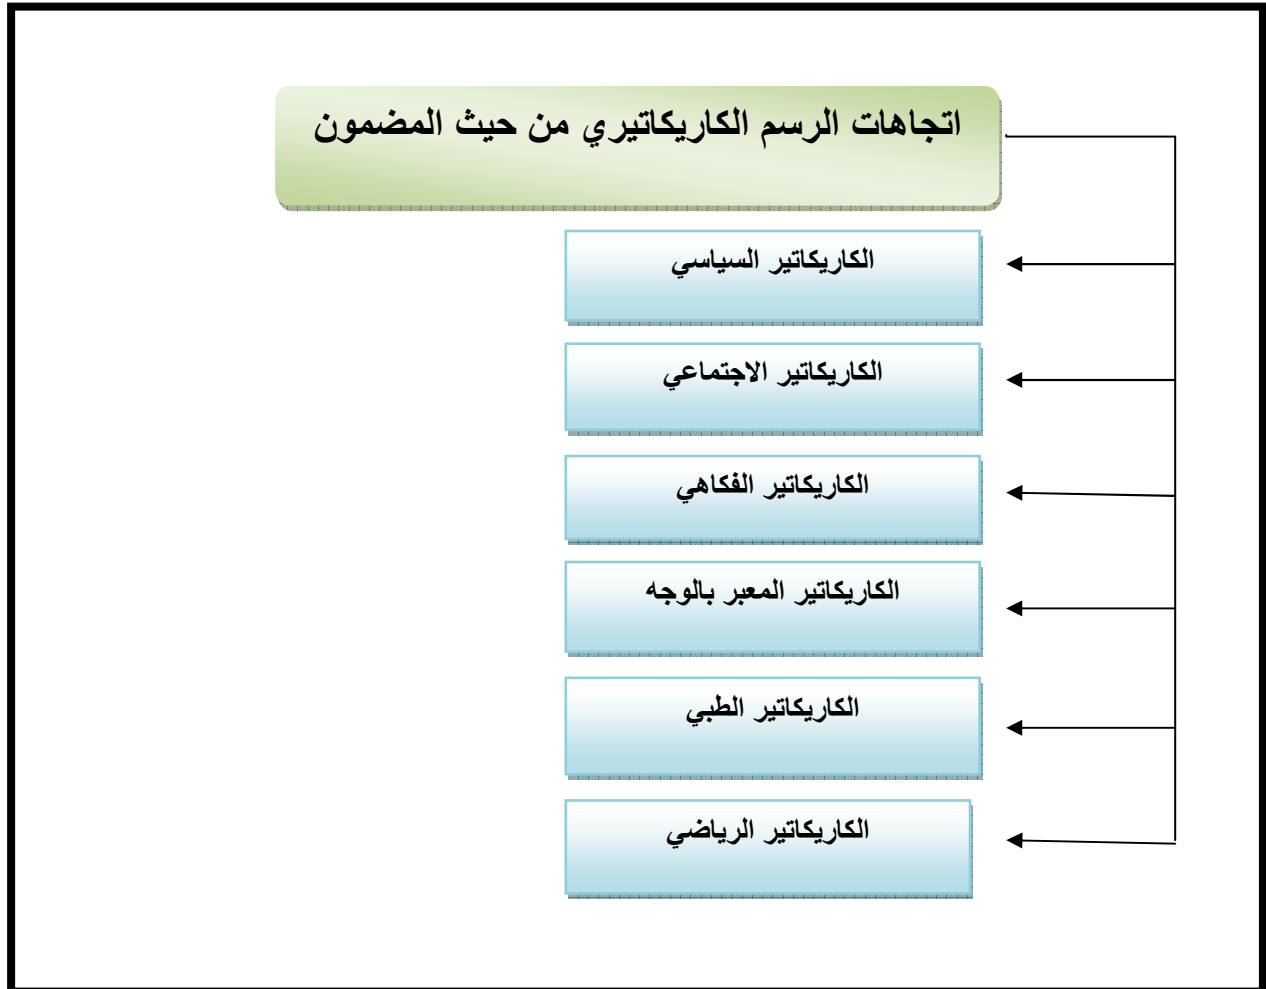 اتجاهات الرسم الكاريكاتيري من حيث المضمون
الكاريكاتير السياسي
الكاريكاتير الاجتماعي
الكاريكاتير الفكاهي
الكاريكاتير المعبر بالوجه
الكاريكاتير الطبي
الكاريكاتير الرياضي